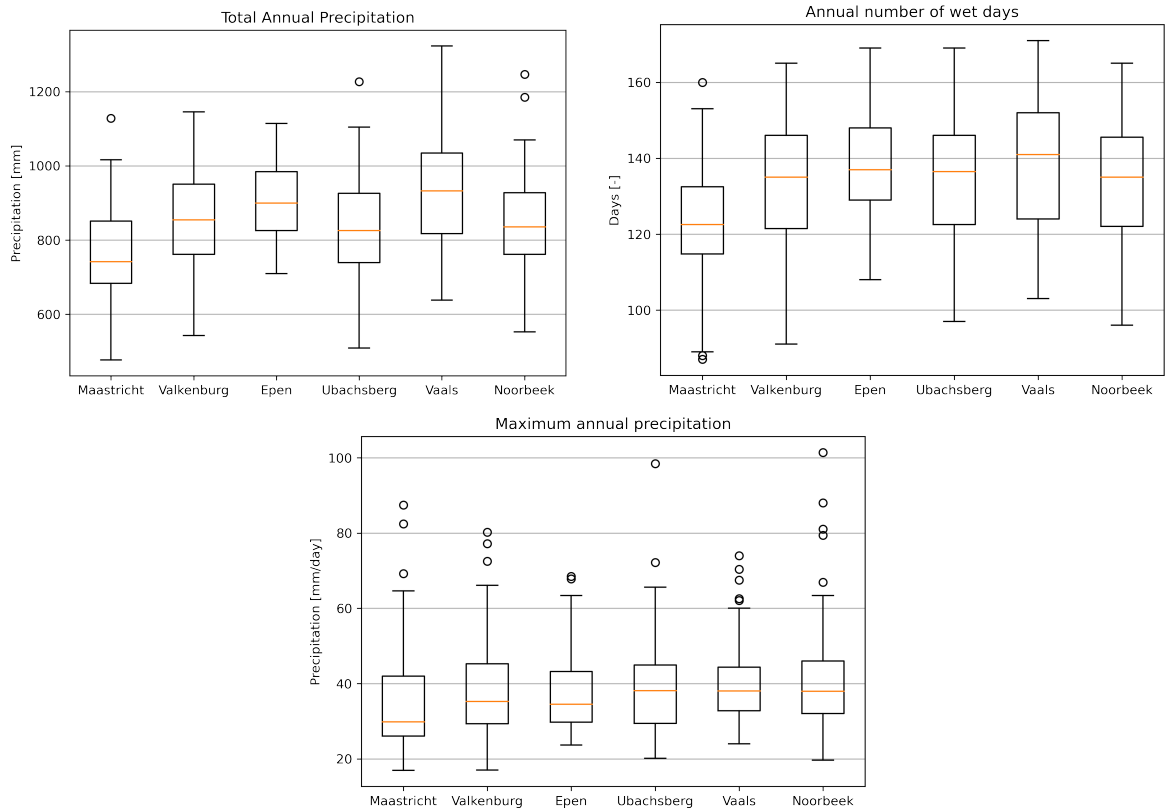 Total Annual Precipitation
Precipitation [mm]
1200
1000
800
600
Maastricht Valkenburg Epen Ubachsberg Vaals Noorbeek
Annual number of wet days
Days [-]
160
140
120
100
Maastricht Valkenburg Epen Ubachsberg Vaals Noorbeek
Maximum annual precipitation
Precipitation [mm/day]
100
80
60
40
20
Maastricht Valkenburg Epen Ubachsberg Vaals Noorbeek